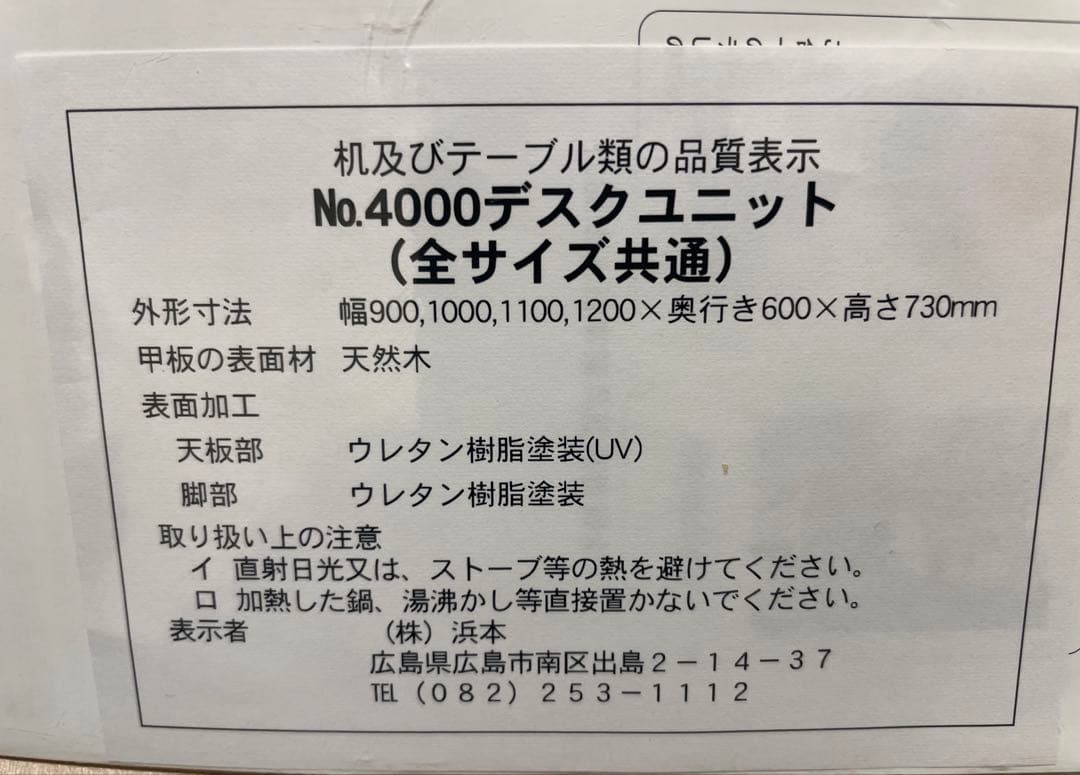 机及びテーブル類の品質表示
№.4000デスクユニット
（全サイズ共通）
外形寸法 幅900,1000,1100,1200×奥行き600×高さ730mm
甲板の表面材 天然木
表面加工
天板部 ウレタン樹脂塗装(UV)
脚部 ウレタン樹脂塗装
取り扱い上の注意
イ 直射日光又は、ストーブ等の熱を避けてください。
ロ 加熱した鍋、湯沸かし等直接置かないでください。
表示者 （株）浜本
広島県広島市南区出島２－１４－３７
℡（０８２）２５３－１１１２